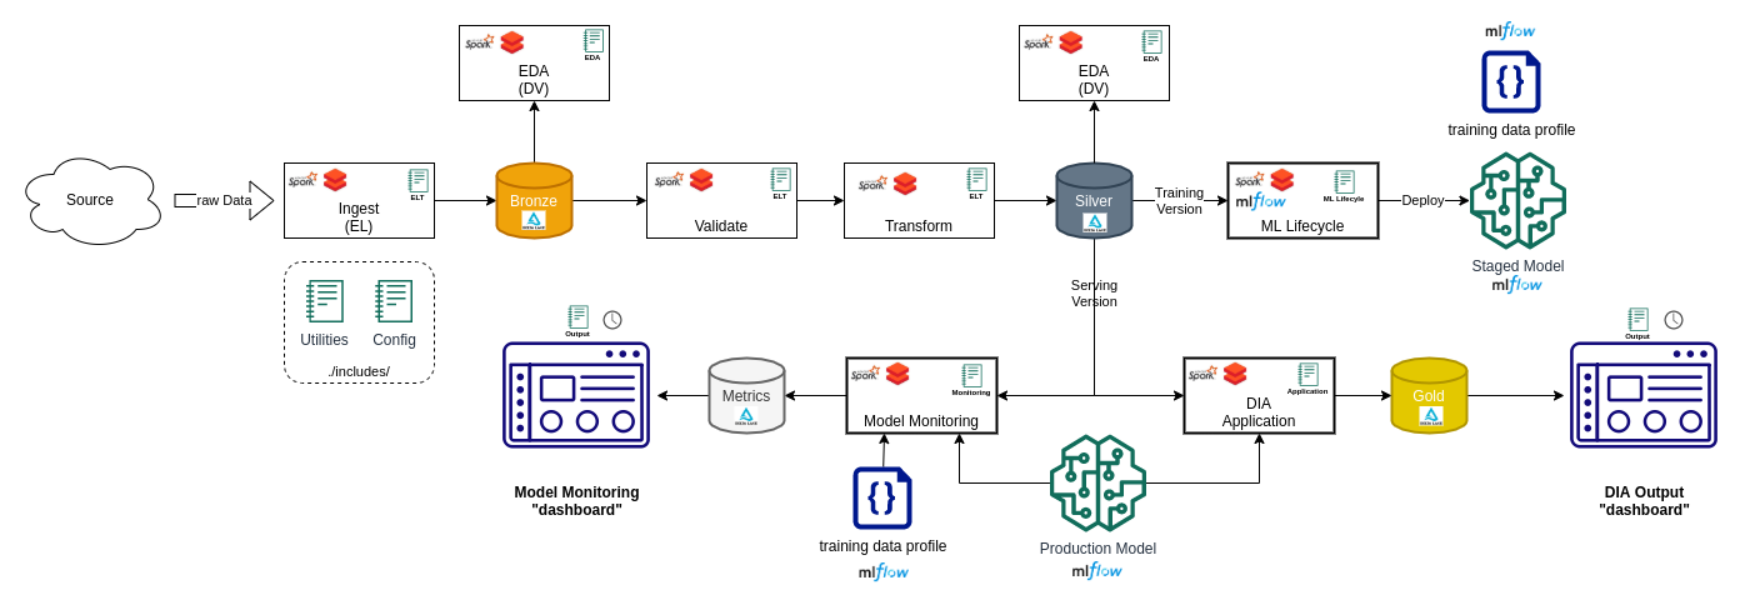 Spark
EDA
EDA
(DV)
Spark
EDA
EDA
(DV)
mlflow
{}
training data profile
Source
raw Data
Spark
ELT
Ingest
(EL)
Bronze
Spark
ELT
Validate
Spark
ELT
Transform
Silver
Training
Version
Spark
mlflow
ML Lifecyle
ML Lifecycle
Deploy
Staged Model
mlflow
Utilities
Config
./includes/
Serving
Version
Output
Metrics
Spark
Monitoring
Model Monitoring
Spark
Application
DIA
Application
Gold
Output
Model Monitoring
"dashboard"
{}
training data profile
mlflow
Production Model
mlflow
DIA Output
"dashboard"